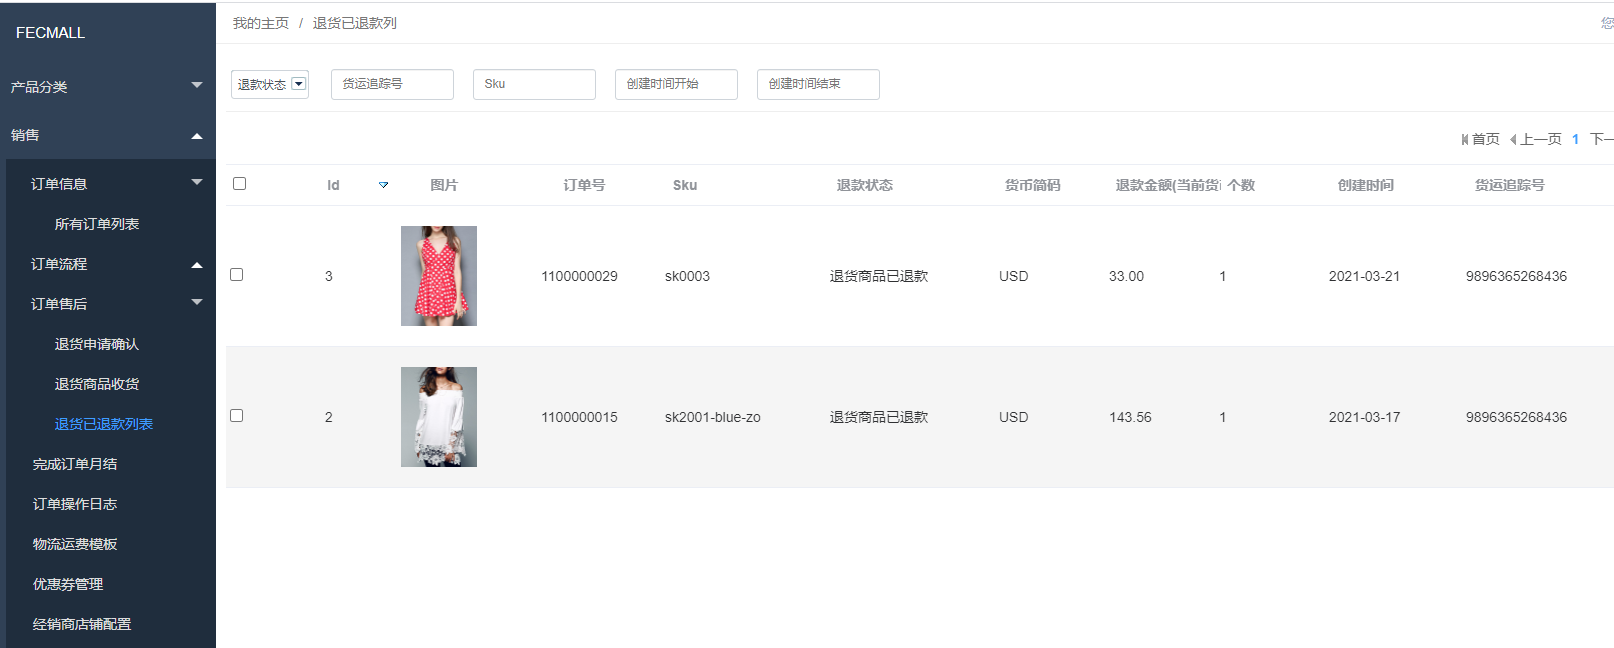 FECMALL
产品分类
销售
订单信息
所有订单列表
订单流程
订单售后
退货申请确认
退货商品收货
退货已退款列表
完成订单月结
订单操作日志
物流运费模板
优惠券管理
经销商店铺配置
我的主页 / 退货已退款列 您
退款状态 货运追踪号 Sku 创建时间开始 创建时间结束
首页 上一页 1 下一
Id 图片 订单号 Sku 退款状态 货币简码 退款金额(当前货 个数 创建时间 货运追踪号
3 1100000029 sk0003 退货商品已退款 USD 33.00 1 2021-03-21 9896365268436
2 1100000015 sk2001-blue-zo 退货商品已退款 USD 143.56 1 2021-03-17 9896365268436